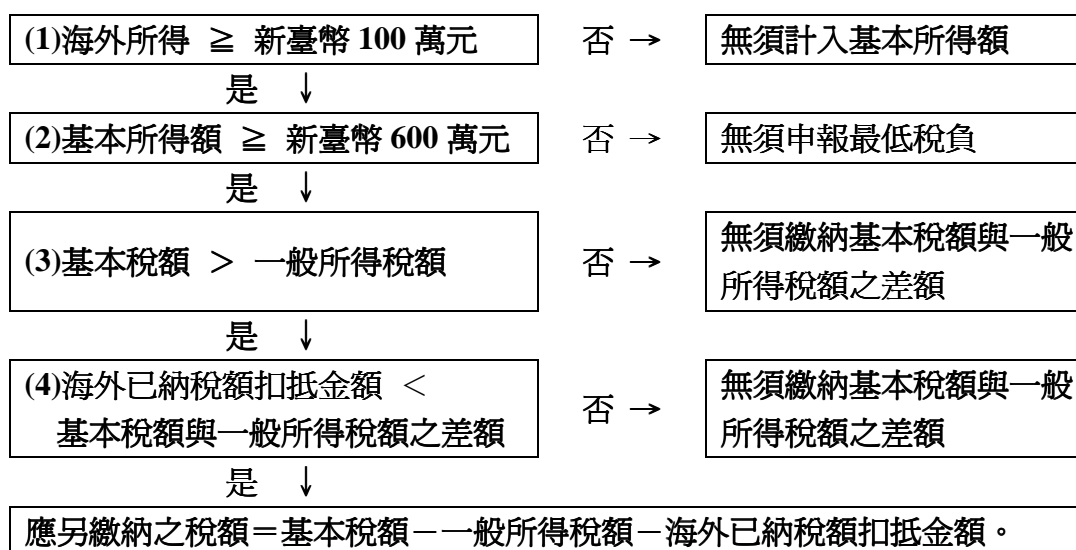 (1)海外所得 ≧ 新臺幣 100 萬元 否 → 無須計入基本所得額
是 ↓
(2)基本所得額 ≧ 新臺幣 600 萬元 否 → 無須申報最低稅負
是 ↓
(3)基本稅額 ＞ 一般所得稅額 否 → 無須繳納基本稅額與一般
所得稅額之差額
是 ↓
(4)海外已納稅額扣抵金額 ＜
基本稅額與一般所得稅額之差額 否 → 無須繳納基本稅額與一般
所得稅額之差額
是 ↓
應另繳納之稅額＝基本稅額－一般所得稅額－海外已納稅額扣抵金額。